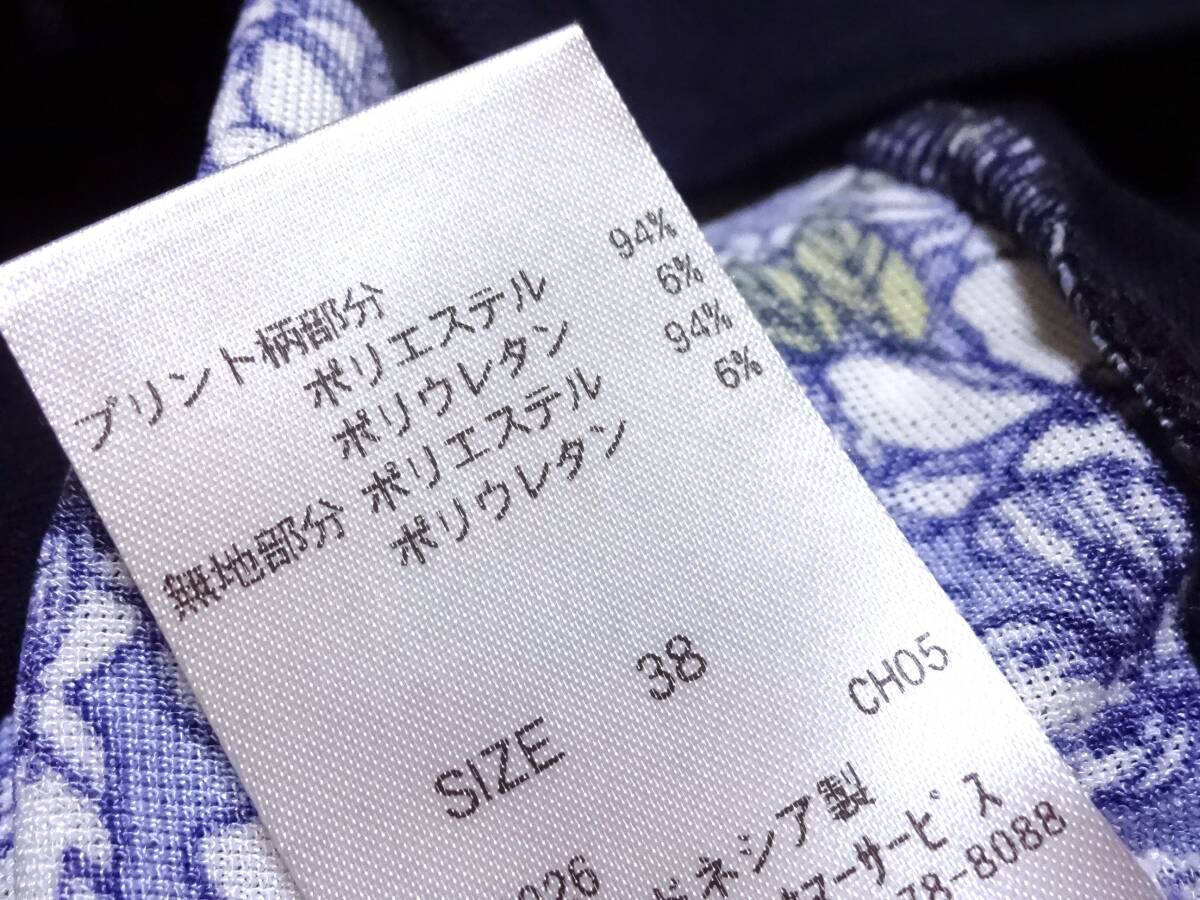 プリント柄部分
ポリエステル 94%
ポリウレタン 6%
無地部分 ポリエステル 94%
ポリウレタン 6%
SIZE 38
CH05
ドネシア製
026
マーサービス
78-8088